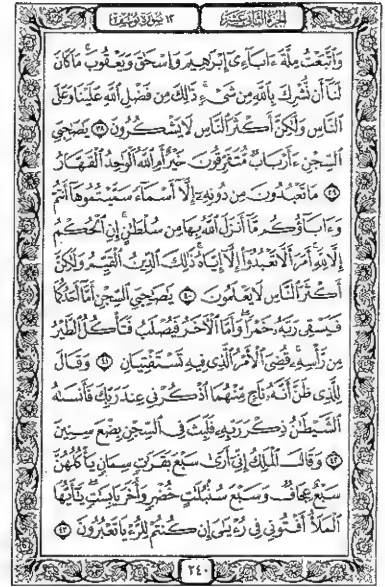 الجزء الثاني عشر ١٢ سورة يوسف
وَٱتَّبَعْتُ مِلَّةَ ءَابَآءِىٓ إِبْرَٰهِيمَ وَإِسْحَٰقَ وَيَعْقُوبَ مَا كَانَ
لَنَآ أَن نُّشْرِكَ بِٱللَّهِ مِن شَىْءٍ ذَٰلِكَ مِن فَضْلِ ٱللَّهِ عَلَيْنَا وَعَلَى
ٱلنَّاسِ وَلَٰكِنَّ أَكْثَرَ ٱلنَّاسِ لَا يَشْكُرُونَ ٣٨ يَٰصَٰحِبَىِ
ٱلسِّجْنِ ءَأَرْبَابٌ مُّتَفَرِّقُونَ خَيْرٌ أَمِ ٱللَّهُ ٱلْوَٰحِدُ ٱلْقَهَّارُ
٣٩ مَا تَعْبُدُونَ مِن دُونِهِۦٓ إِلَّآ أَسْمَآءً سَمَّيْتُمُوهَآ أَنتُمْ
وَءَابَآؤُكُم مَّآ أَنزَلَ ٱللَّهُ بِهَا مِن سُلْطَٰنٍ إِنِ ٱلْحُكْمُ
إِلَّا لِلَّهِ أَمَرَ أَلَّا تَعْبُدُوٓا۟ إِلَّآ إِيَّاهُ ذَٰلِكَ ٱلدِّينُ ٱلْقَيِّمُ وَلَٰكِنَّ
أَكْثَرَ ٱلنَّاسِ لَا يَعْلَمُونَ ٤٠ يَٰصَٰحِبَىِ ٱلسِّجْنِ أَمَّآ أَحَدُكُمَا
فَيَسْقِى رَبَّهُۥ خَمْرًا وَأَمَّا ٱلْءَاخَرُ فَيُصْلَبُ فَتَأْكُلُ ٱلطَّيْرُ
مِن رَّأْسِهِۦ قُضِىَ ٱلْأَمْرُ ٱلَّذِى فِيهِ تَسْتَفْتِيَانِ ٤١ وَقَالَ
لِلَّذِى ظَنَّ أَنَّهُۥ نَاجٍ مِّنْهُمَا ٱذْكُرْنِى عِندَ رَبِّكَ فَأَنسَىٰهُ
ٱلشَّيْطَٰنُ ذِكْرَ رَبِّهِۦ فَلَبِثَ فِى ٱلسِّجْنِ بِضْعَ سِنِينَ
٤٢ وَقَالَ ٱلْمَلِكُ إِنِّىٓ أَرَىٰ سَبْعَ بَقَرَٰتٍ سِمَانٍ يَأْكُلُهُنَّ
سَبْعٌ عِجَافٌ وَسَبْعَ سُنۢبُلَٰتٍ خُضْرٍ وَأُخَرَ يَابِسَٰتٍ يَٰٓأَيُّهَا
ٱلْمَلَأُ أَفْتُونِى فِى رُءْيَٰىَ إِن كُنتُمْ لِلرُّءْيَا تَعْبُرُونَ ٤٣
٢٤٠